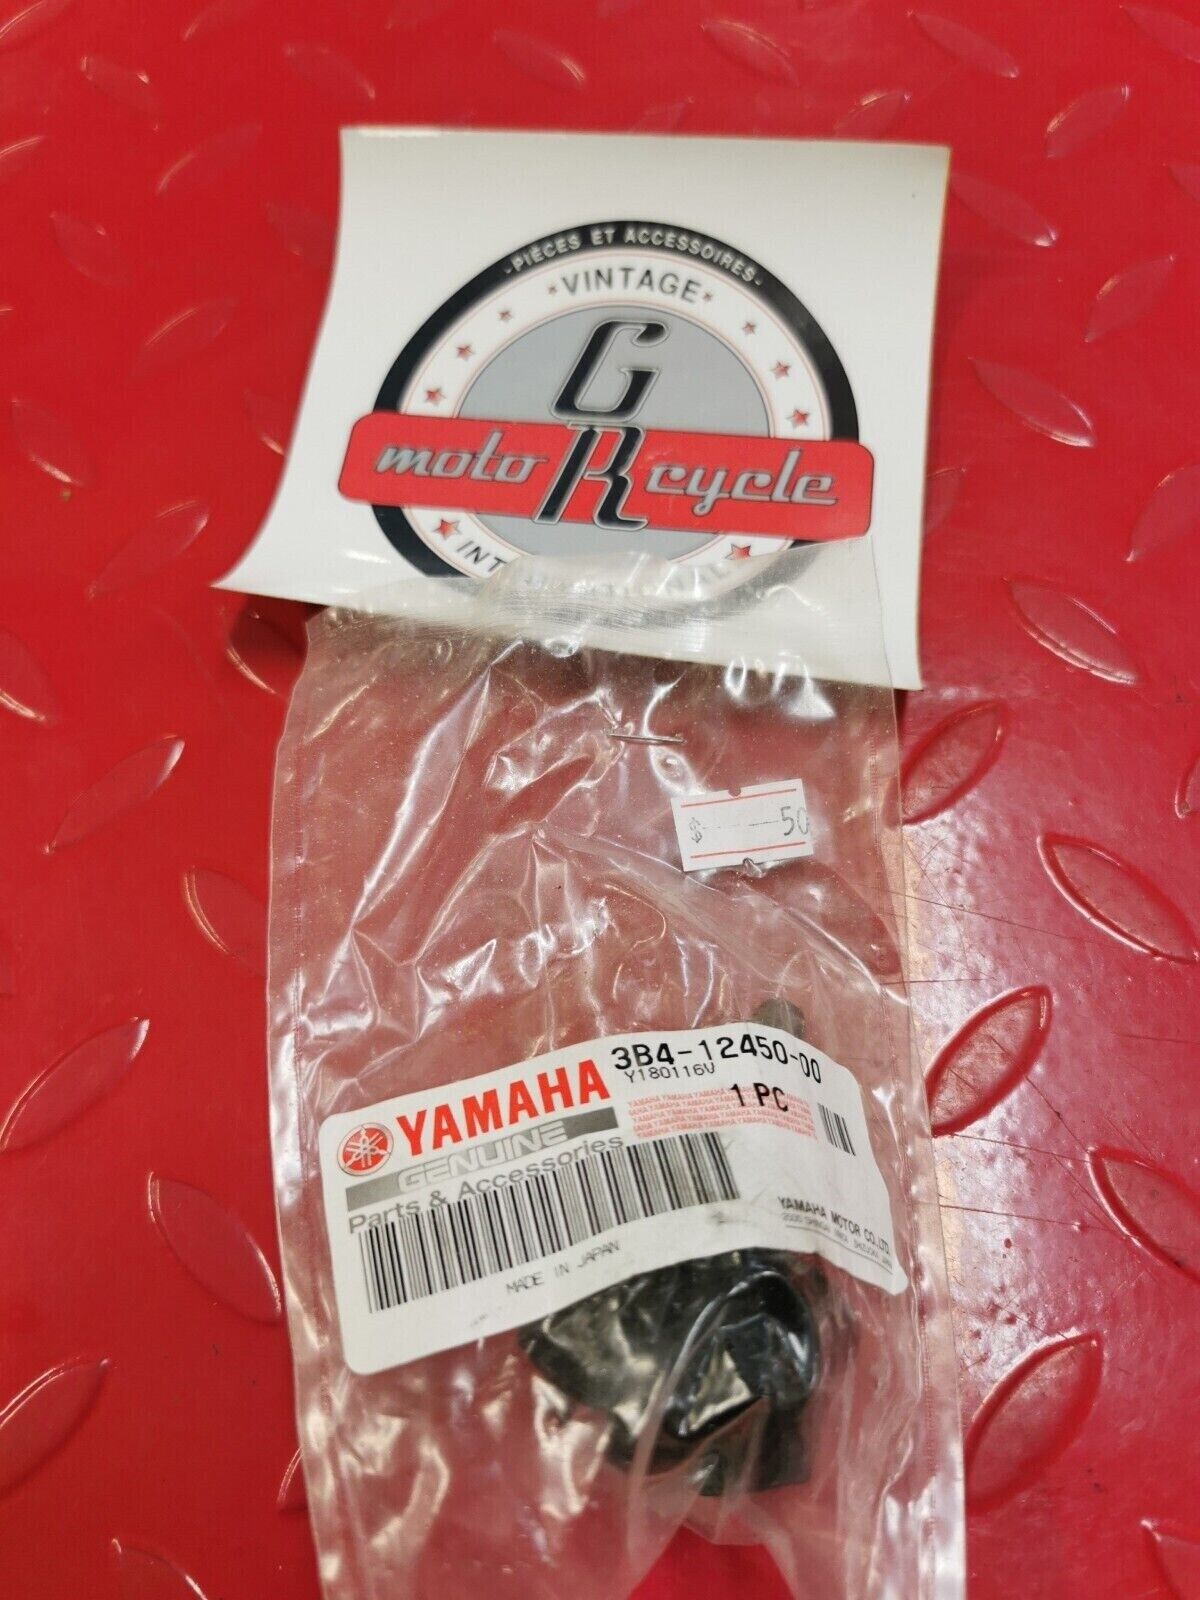 -PIÈCES ET ACCESSOIRES-
VINTAGE
G
moto R cycle
$ 50
3B4-12450-00
YAMAHA
Y180116V
1 PC
GENUINE
Parts & Accessories
YAMAHA MOTOR CO.,LTD.
MADE IN JAPAN